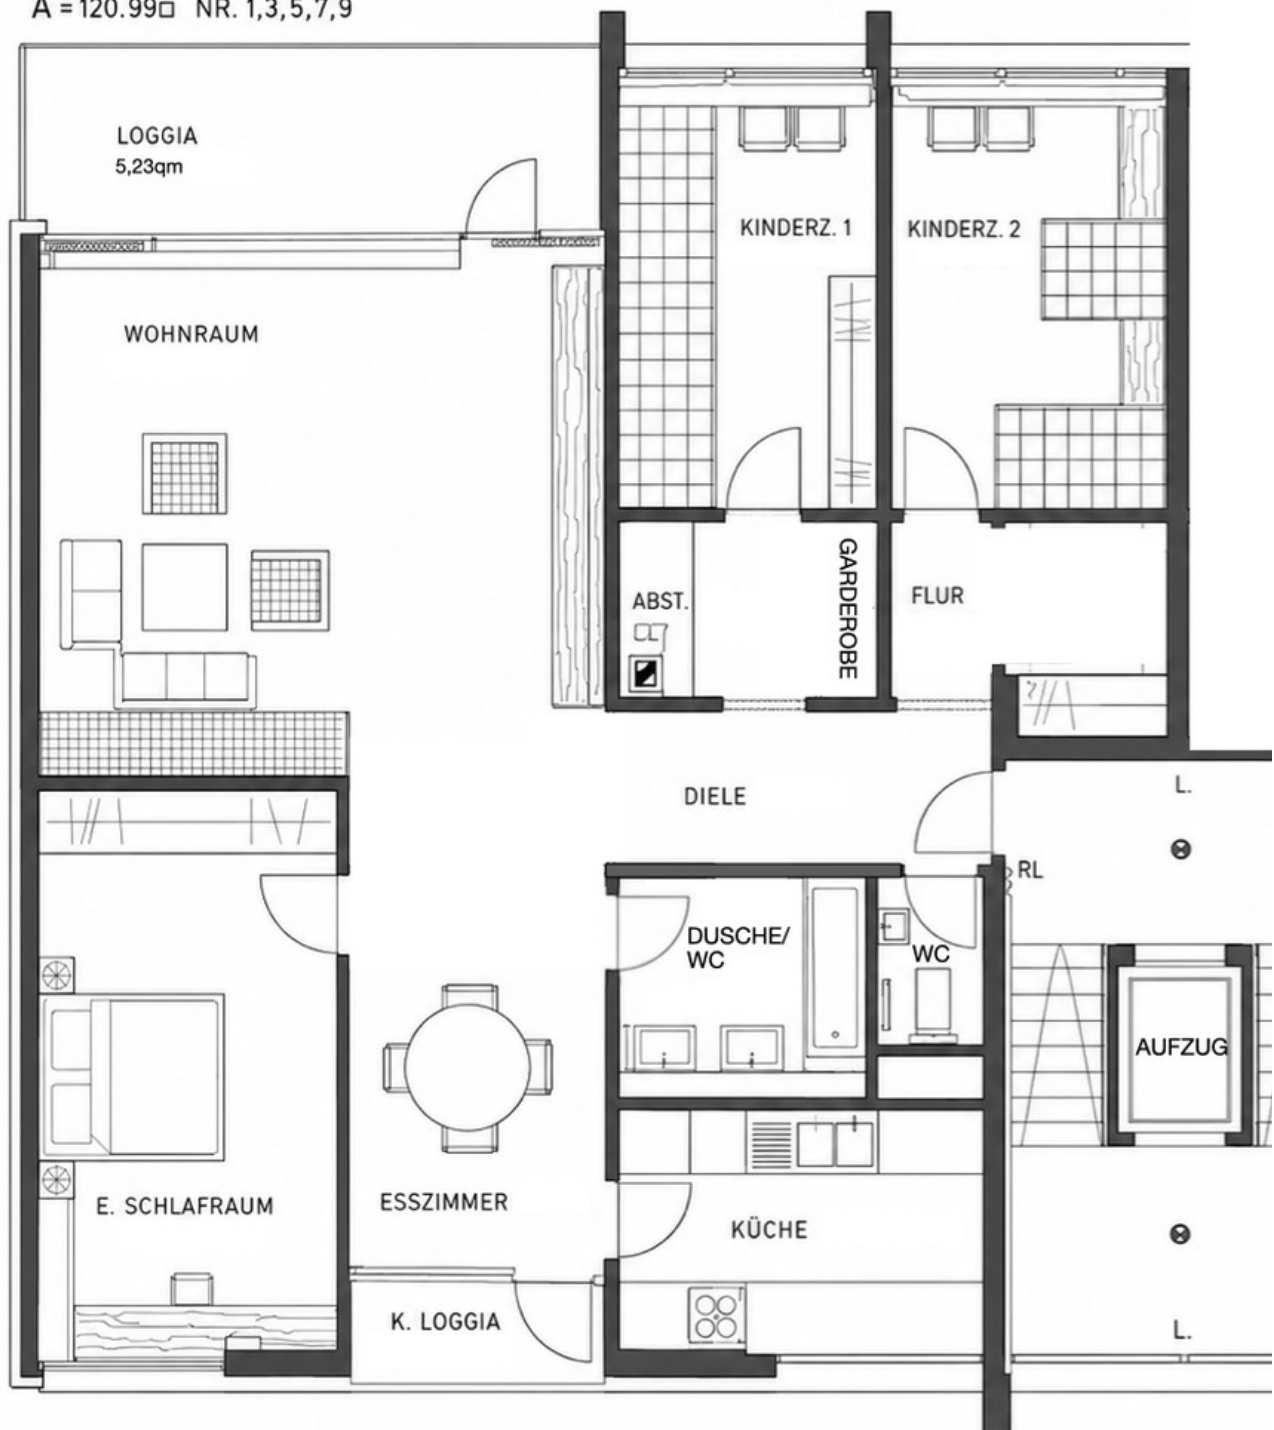 A = 120.99□ NR. 1,3,5,7,9
LOGGIA
5,23qm
KINDERZ. 1
KINDERZ. 2
WOHNRAUM
ABST.
GARDEROBE
FLUR
DIELE
L.
RL
DUSCHE/
WC
WC
AUFZUG
E. SCHLAFRAUM
ESSZIMMER
KÜCHE
K. LOGGIA
L.